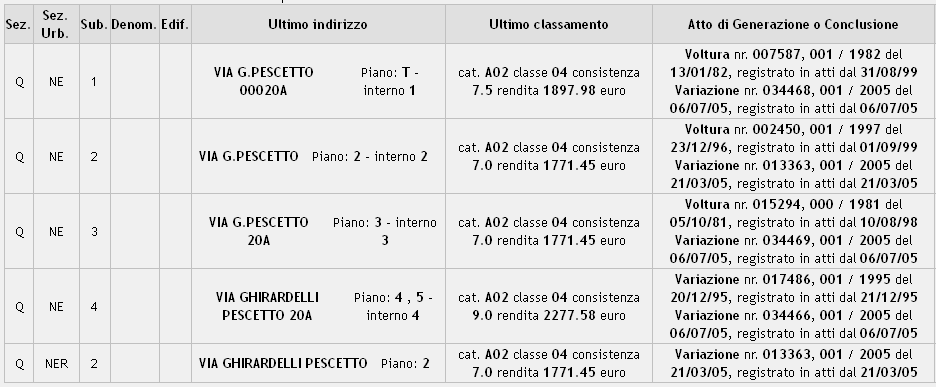 Sez. Sez. Urb. Sub. Denom. Edif. Ultimo indirizzo Ultimo classamento Atto di Generazione o Conclusione
Q NE 1
VIA G.PESCETTO
00020A
Piano: T -
interno 1
cat. A02 classe 04 consistenza
7.5 rendita 1897.98 euro
Voltura nr. 007587, 001 / 1982 del
13/01/82, registrato in atti dal 31/08/99
Variazione nr. 034468, 001 / 2005 del
06/07/05, registrato in atti dal 06/07/05
Q NE 2
VIA G.PESCETTO Piano: 2 - interno 2
cat. A02 classe 04 consistenza
7.0 rendita 1771.45 euro
Voltura nr. 002450, 001 / 1997 del
23/12/96, registrato in atti dal 01/09/99
Variazione nr. 013363, 001 / 2005 del
21/03/05, registrato in atti dal 21/03/05
Q NE 3
VIA G.PESCETTO
20A
Piano: 3 - interno
3
cat. A02 classe 04 consistenza
7.0 rendita 1771.45 euro
Voltura nr. 015294, 000 / 1981 del
05/10/81, registrato in atti dal 10/08/98
Variazione nr. 034469, 001 / 2005 del
06/07/05, registrato in atti dal 06/07/05
Q NE 4
VIA GHIRARDELLI
PESCETTO 20A
Piano: 4 , 5 -
interno 4
cat. A02 classe 04 consistenza
9.0 rendita 2277.58 euro
Variazione nr. 017486, 001 / 1995 del
20/12/95, registrato in atti dal 21/12/95
Variazione nr. 034466, 001 / 2005 del
06/07/05, registrato in atti dal 06/07/05
Q NER 2
VIA GHIRARDELLI PESCETTO Piano: 2
cat. A02 classe 04 consistenza
7.0 rendita 1771.45 euro
Variazione nr. 013363, 001 / 2005 del
21/03/05, registrato in atti dal 21/03/05